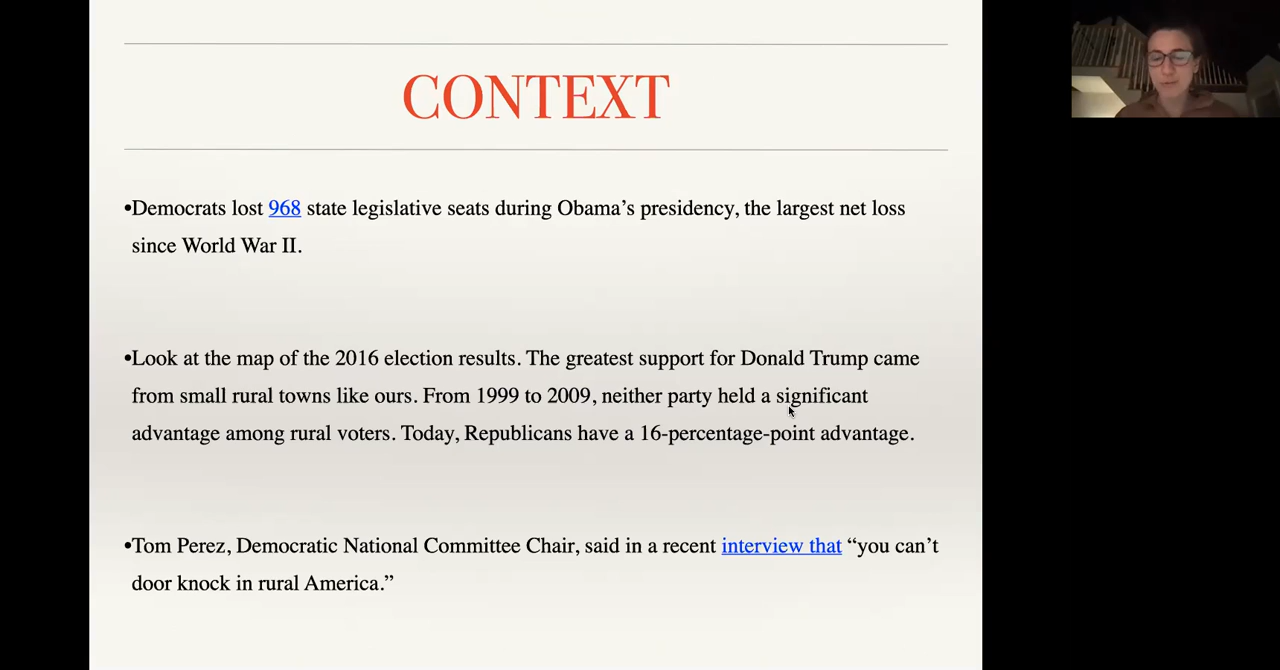 CONTEXT
•Democrats lost 968 state legislative seats during Obama’s presidency, the largest net loss
since World War II.
•Look at the map of the 2016 election results. The greatest support for Donald Trump came
from small rural towns like ours. From 1999 to 2009, neither party held a significant
advantage among rural voters. Today, Republicans have a 16-percentage-point advantage.
•Tom Perez, Democratic National Committee Chair, said in a recent interview that “you can’t
door knock in rural America.”